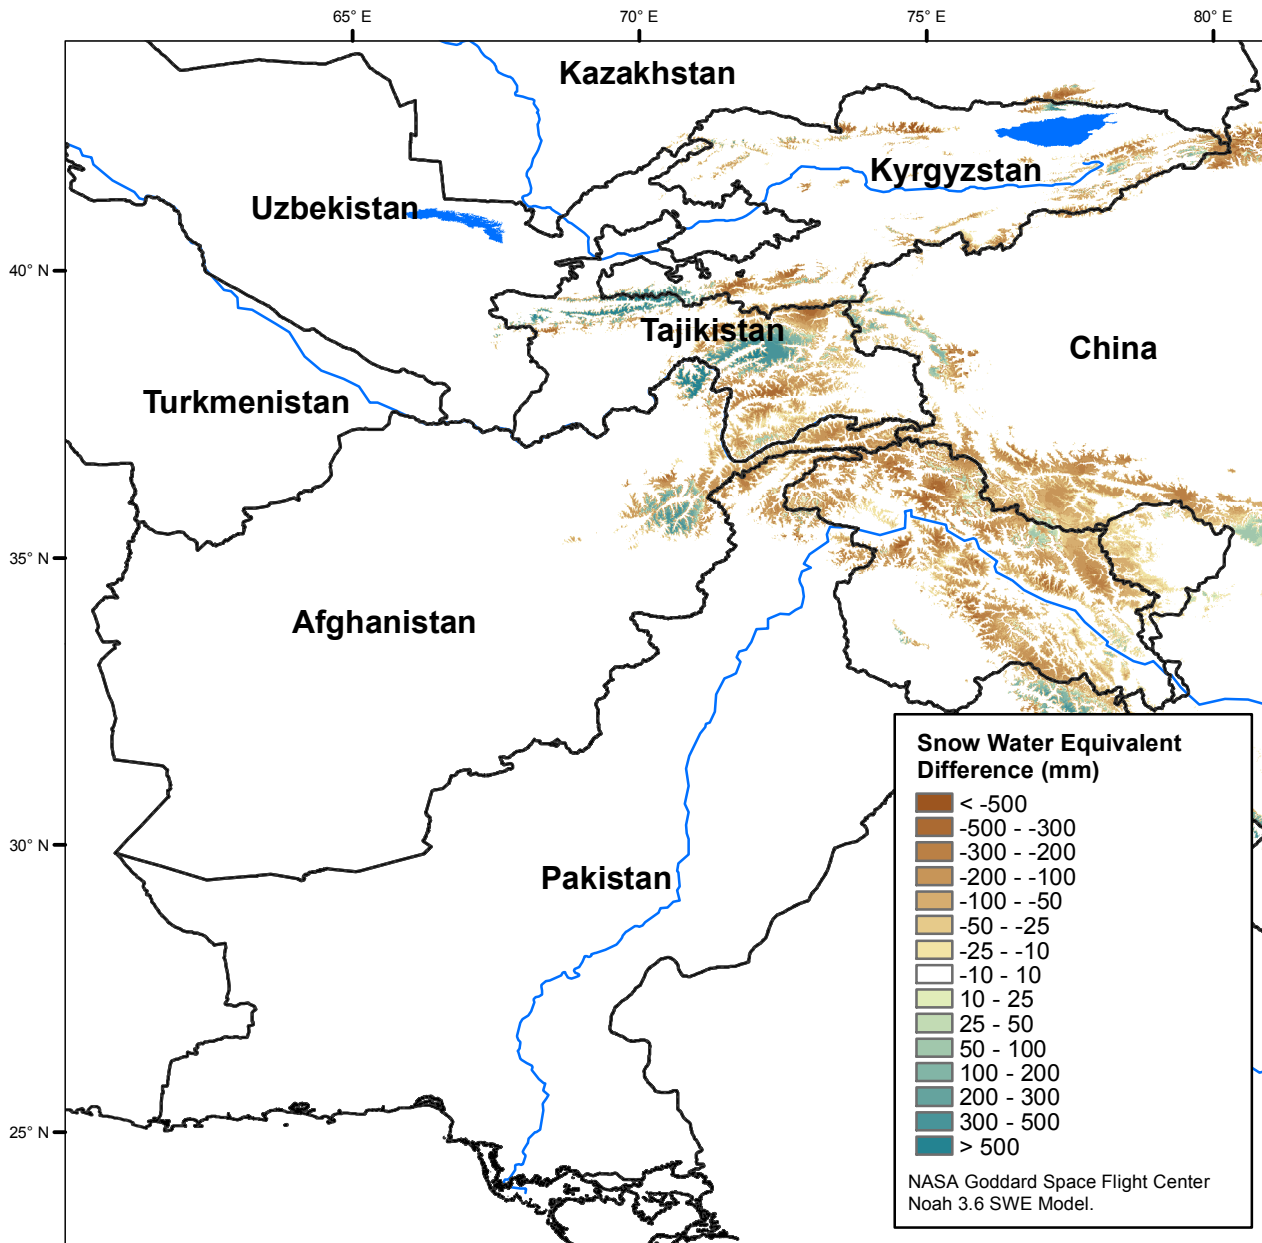 65° E
70° E
75° E
80° E
Kazakhstan
Kyrgyzstan
Uzbekistan
40° N
Tajikistan
China
Turkmenistan
35° N
Afghanistan
Snow Water Equivalent
Difference (mm)
< -500
-500 - -300
30° N
-300 - -200
-200 - -100
Pakistan
-100 - -50
-50 - -25
-25 - -10
-10 - 10
10 - 25
25 - 50
50 - 100
100 - 200
200 - 300
300 - 500
25° N
> 500
NASA Goddard Space Flight Center
Noah 3.6 SWE Model.